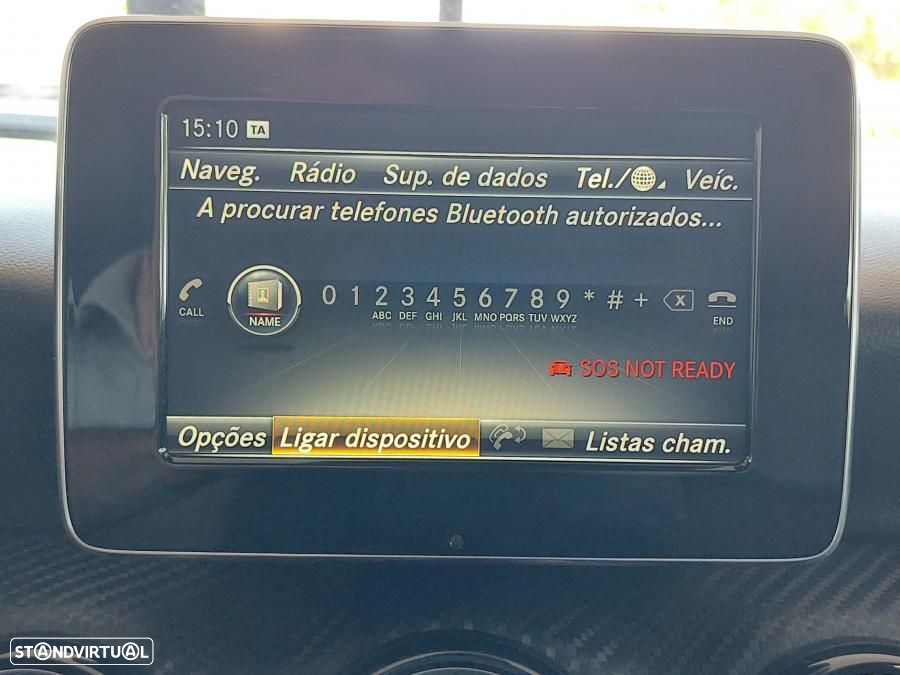 15:10 TA
Naveg. Rádio Sup. de dados Tel./ Veíc.
A procurar telefones Bluetooth autorizados...
0 1 2 3 4 5 6 7 8 9 * # + X
CALL NAME ABC DEF GHI JKL MNO PQRS TUV WXYZ END
SOS NOT READY
Opções Ligar dispositivo Listas cham.
STANDVIRTUAL